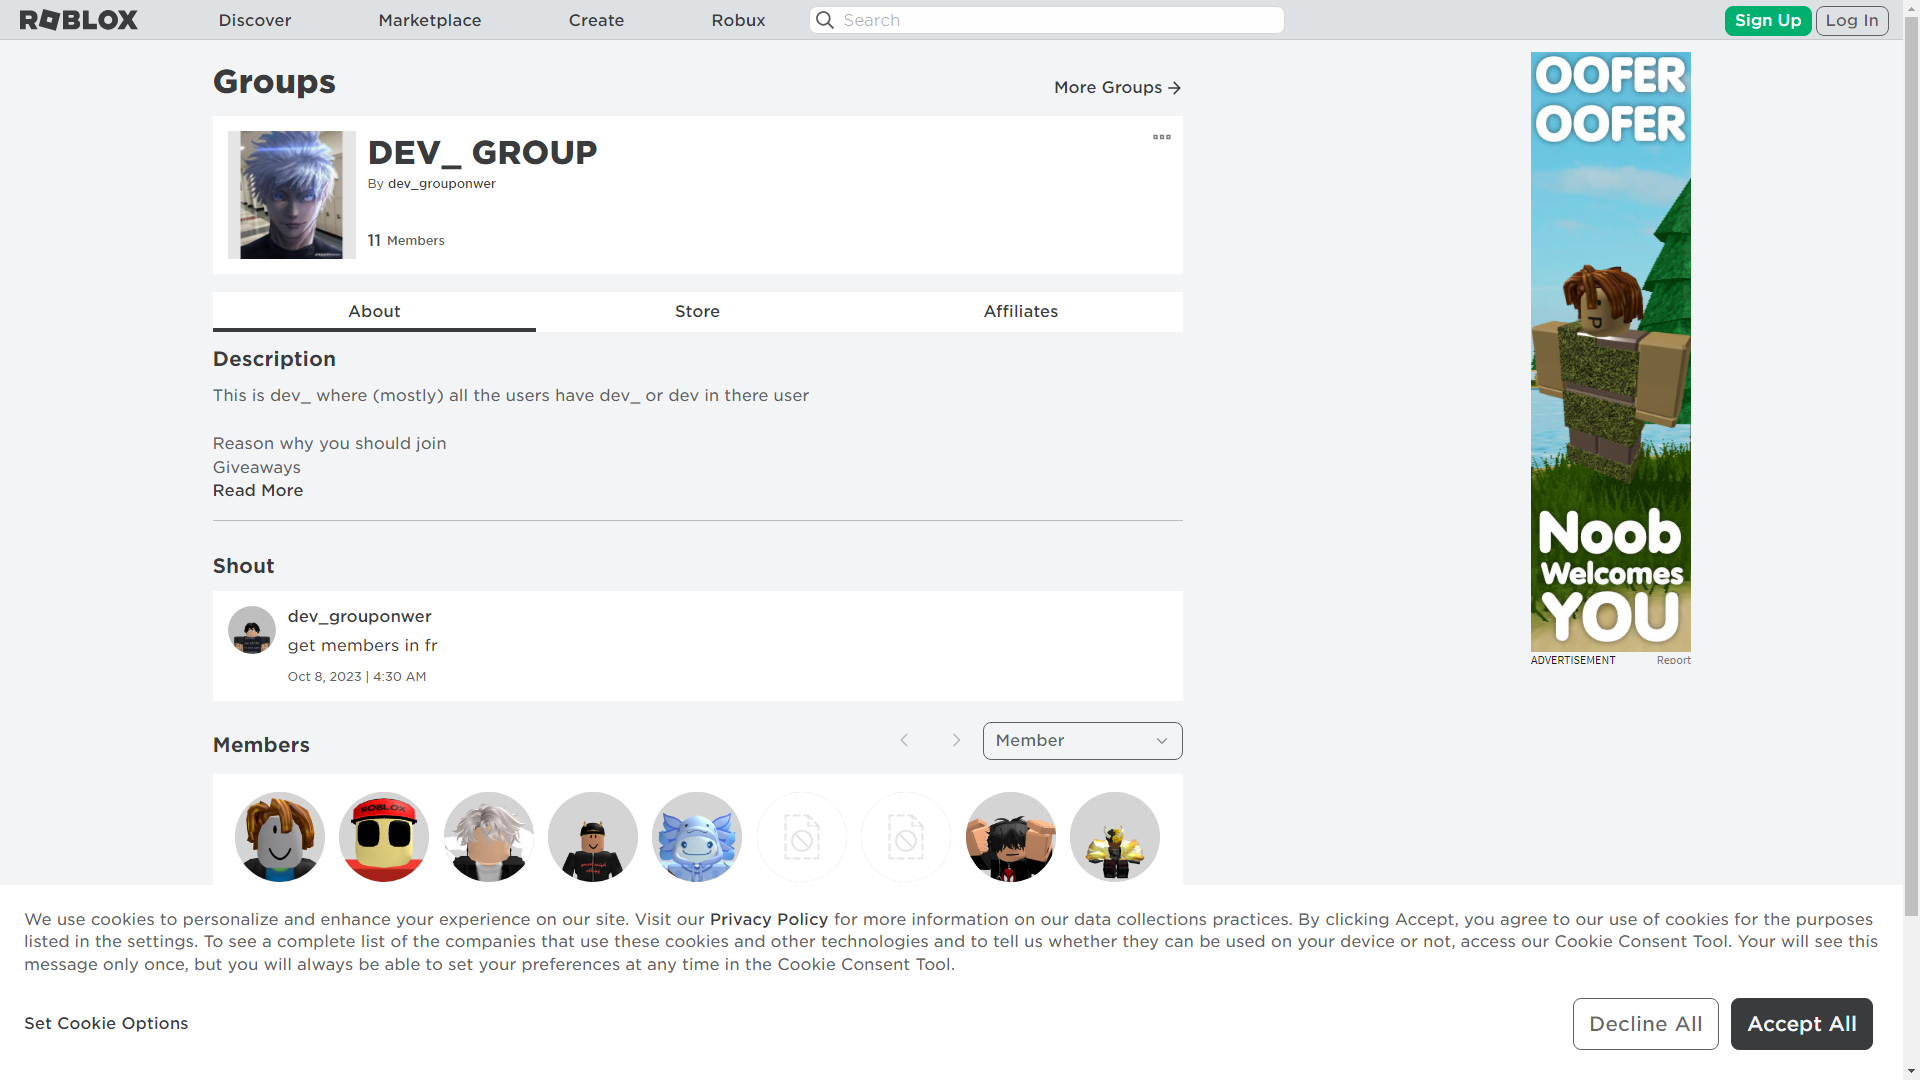 ROBLOX
Discover
Marketplace
Create
Robux
Search
Sign Up
Log In
Groups
More Groups
DEV_ GROUP
By dev_grouponwer
11 Members
About
Store
Affiliates
Description
This is dev_ where (mostly) all the users have dev_ or dev in there user
Reason why you should join
Giveaways
Read More
Shout
dev_grouponwer
get members in fr
Oct 8, 2023 | 4:30 AM
Members
Member
ROBLOX
OOFER
OOFER
Noob
Welcomes
YOU
ADVERTISEMENT
Report
We use cookies to personalize and enhance your experience on our site. Visit our Privacy Policy for more information on our data collections practices. By clicking Accept, you agree to our use of cookies for the purposes
listed in the settings. To see a complete list of the companies that use these cookies and other technologies and to tell us whether they can be used on your device or not, access our Cookie Consent Tool. Your will see this
message only once, but you will always be able to set your preferences at any time in the Cookie Consent Tool.
Set Cookie Options
Decline All
Accept All